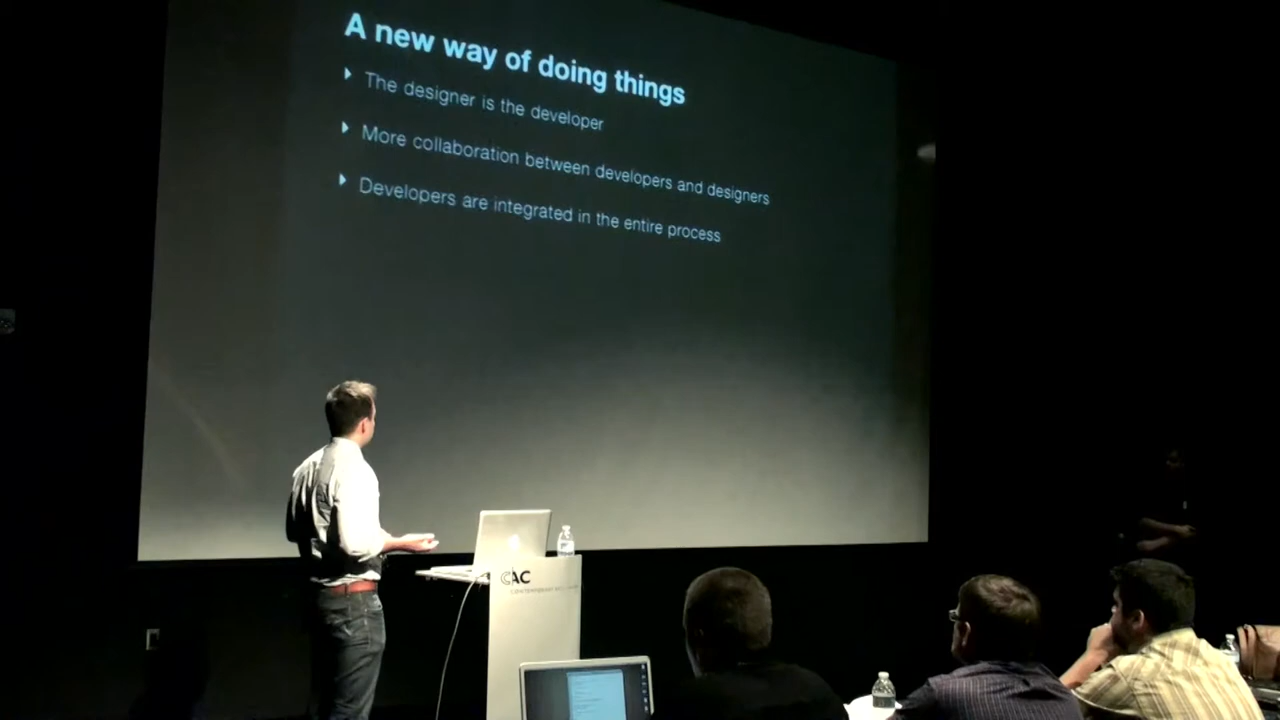 A new way of doing things
The designer is the developer
More collaboration between developers and designers
Developers are integrated in the entire process
CAC